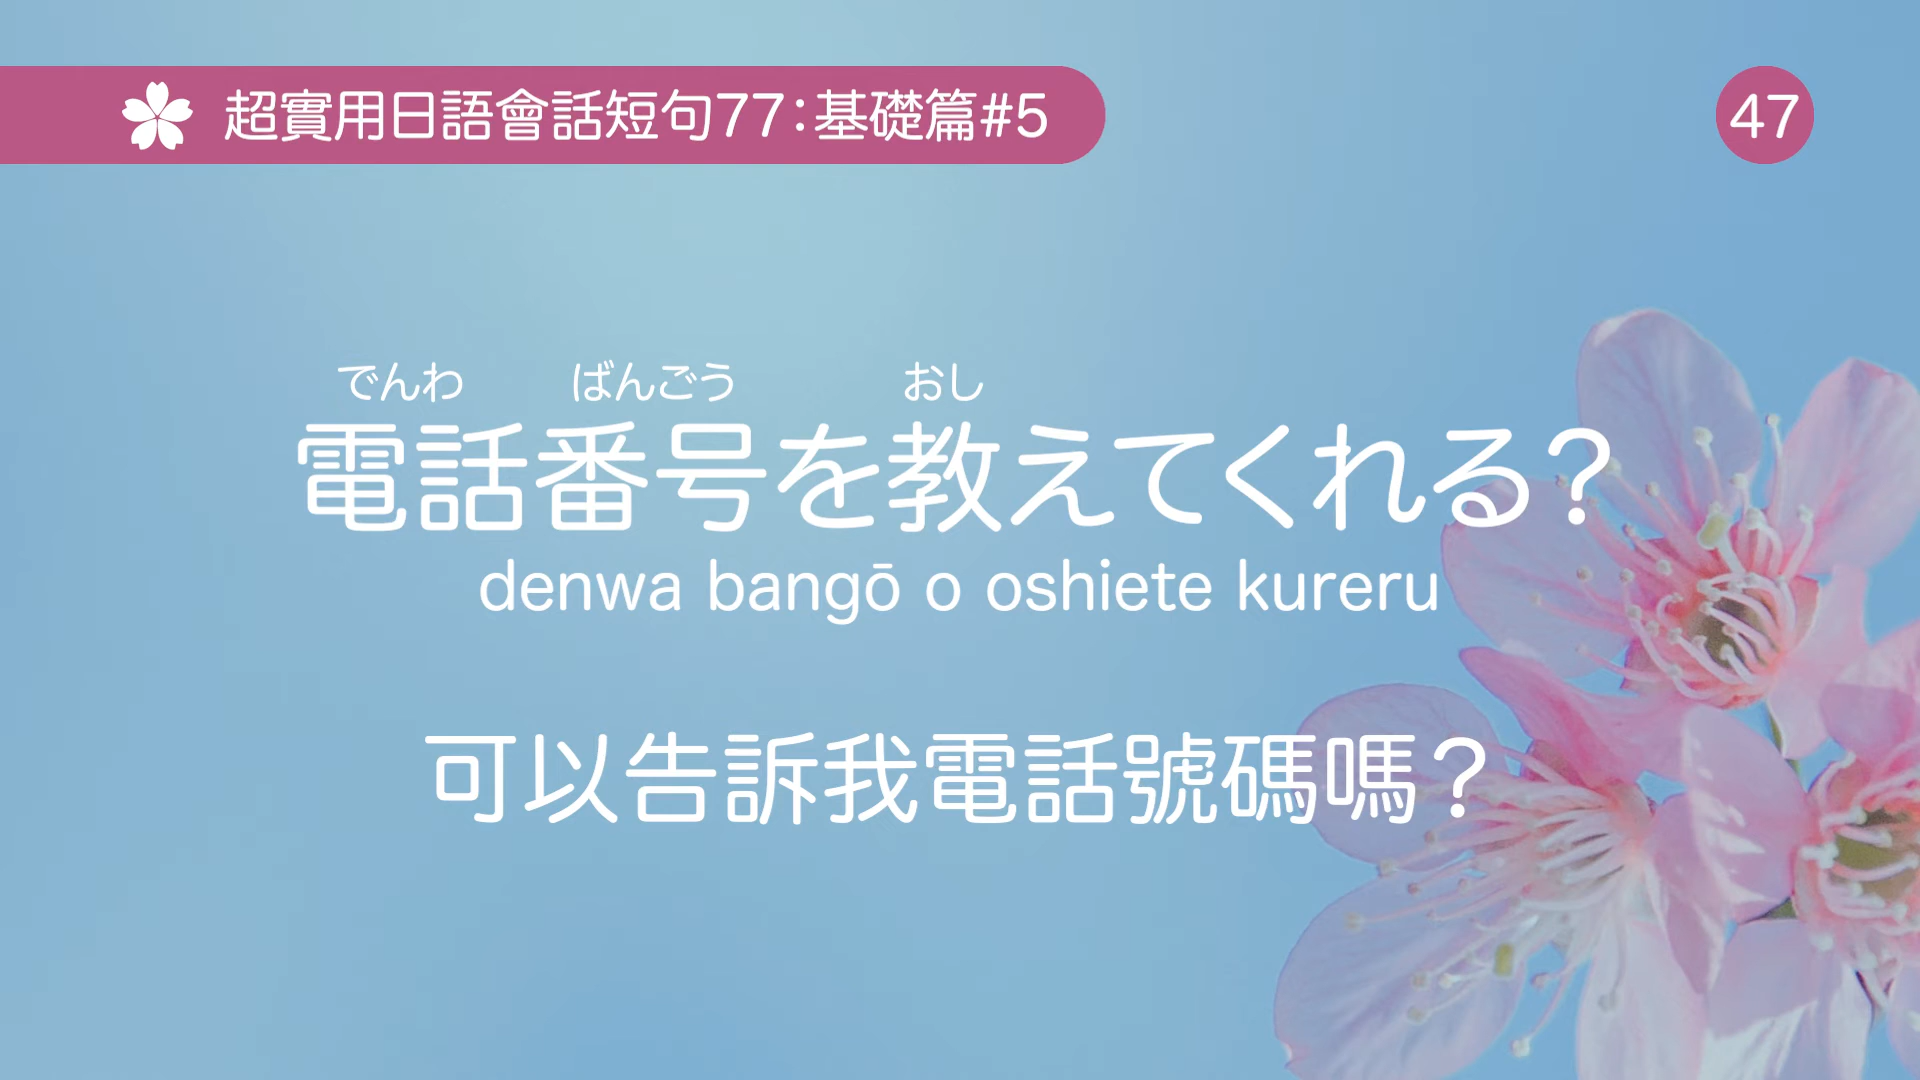 超實用日語會話短句77：基礎篇#5
47
でんわ ばんごう おし
電話番号を教えてくれる？
denwa bangō o oshiete kureru
可以告訴我電話號碼嗎？